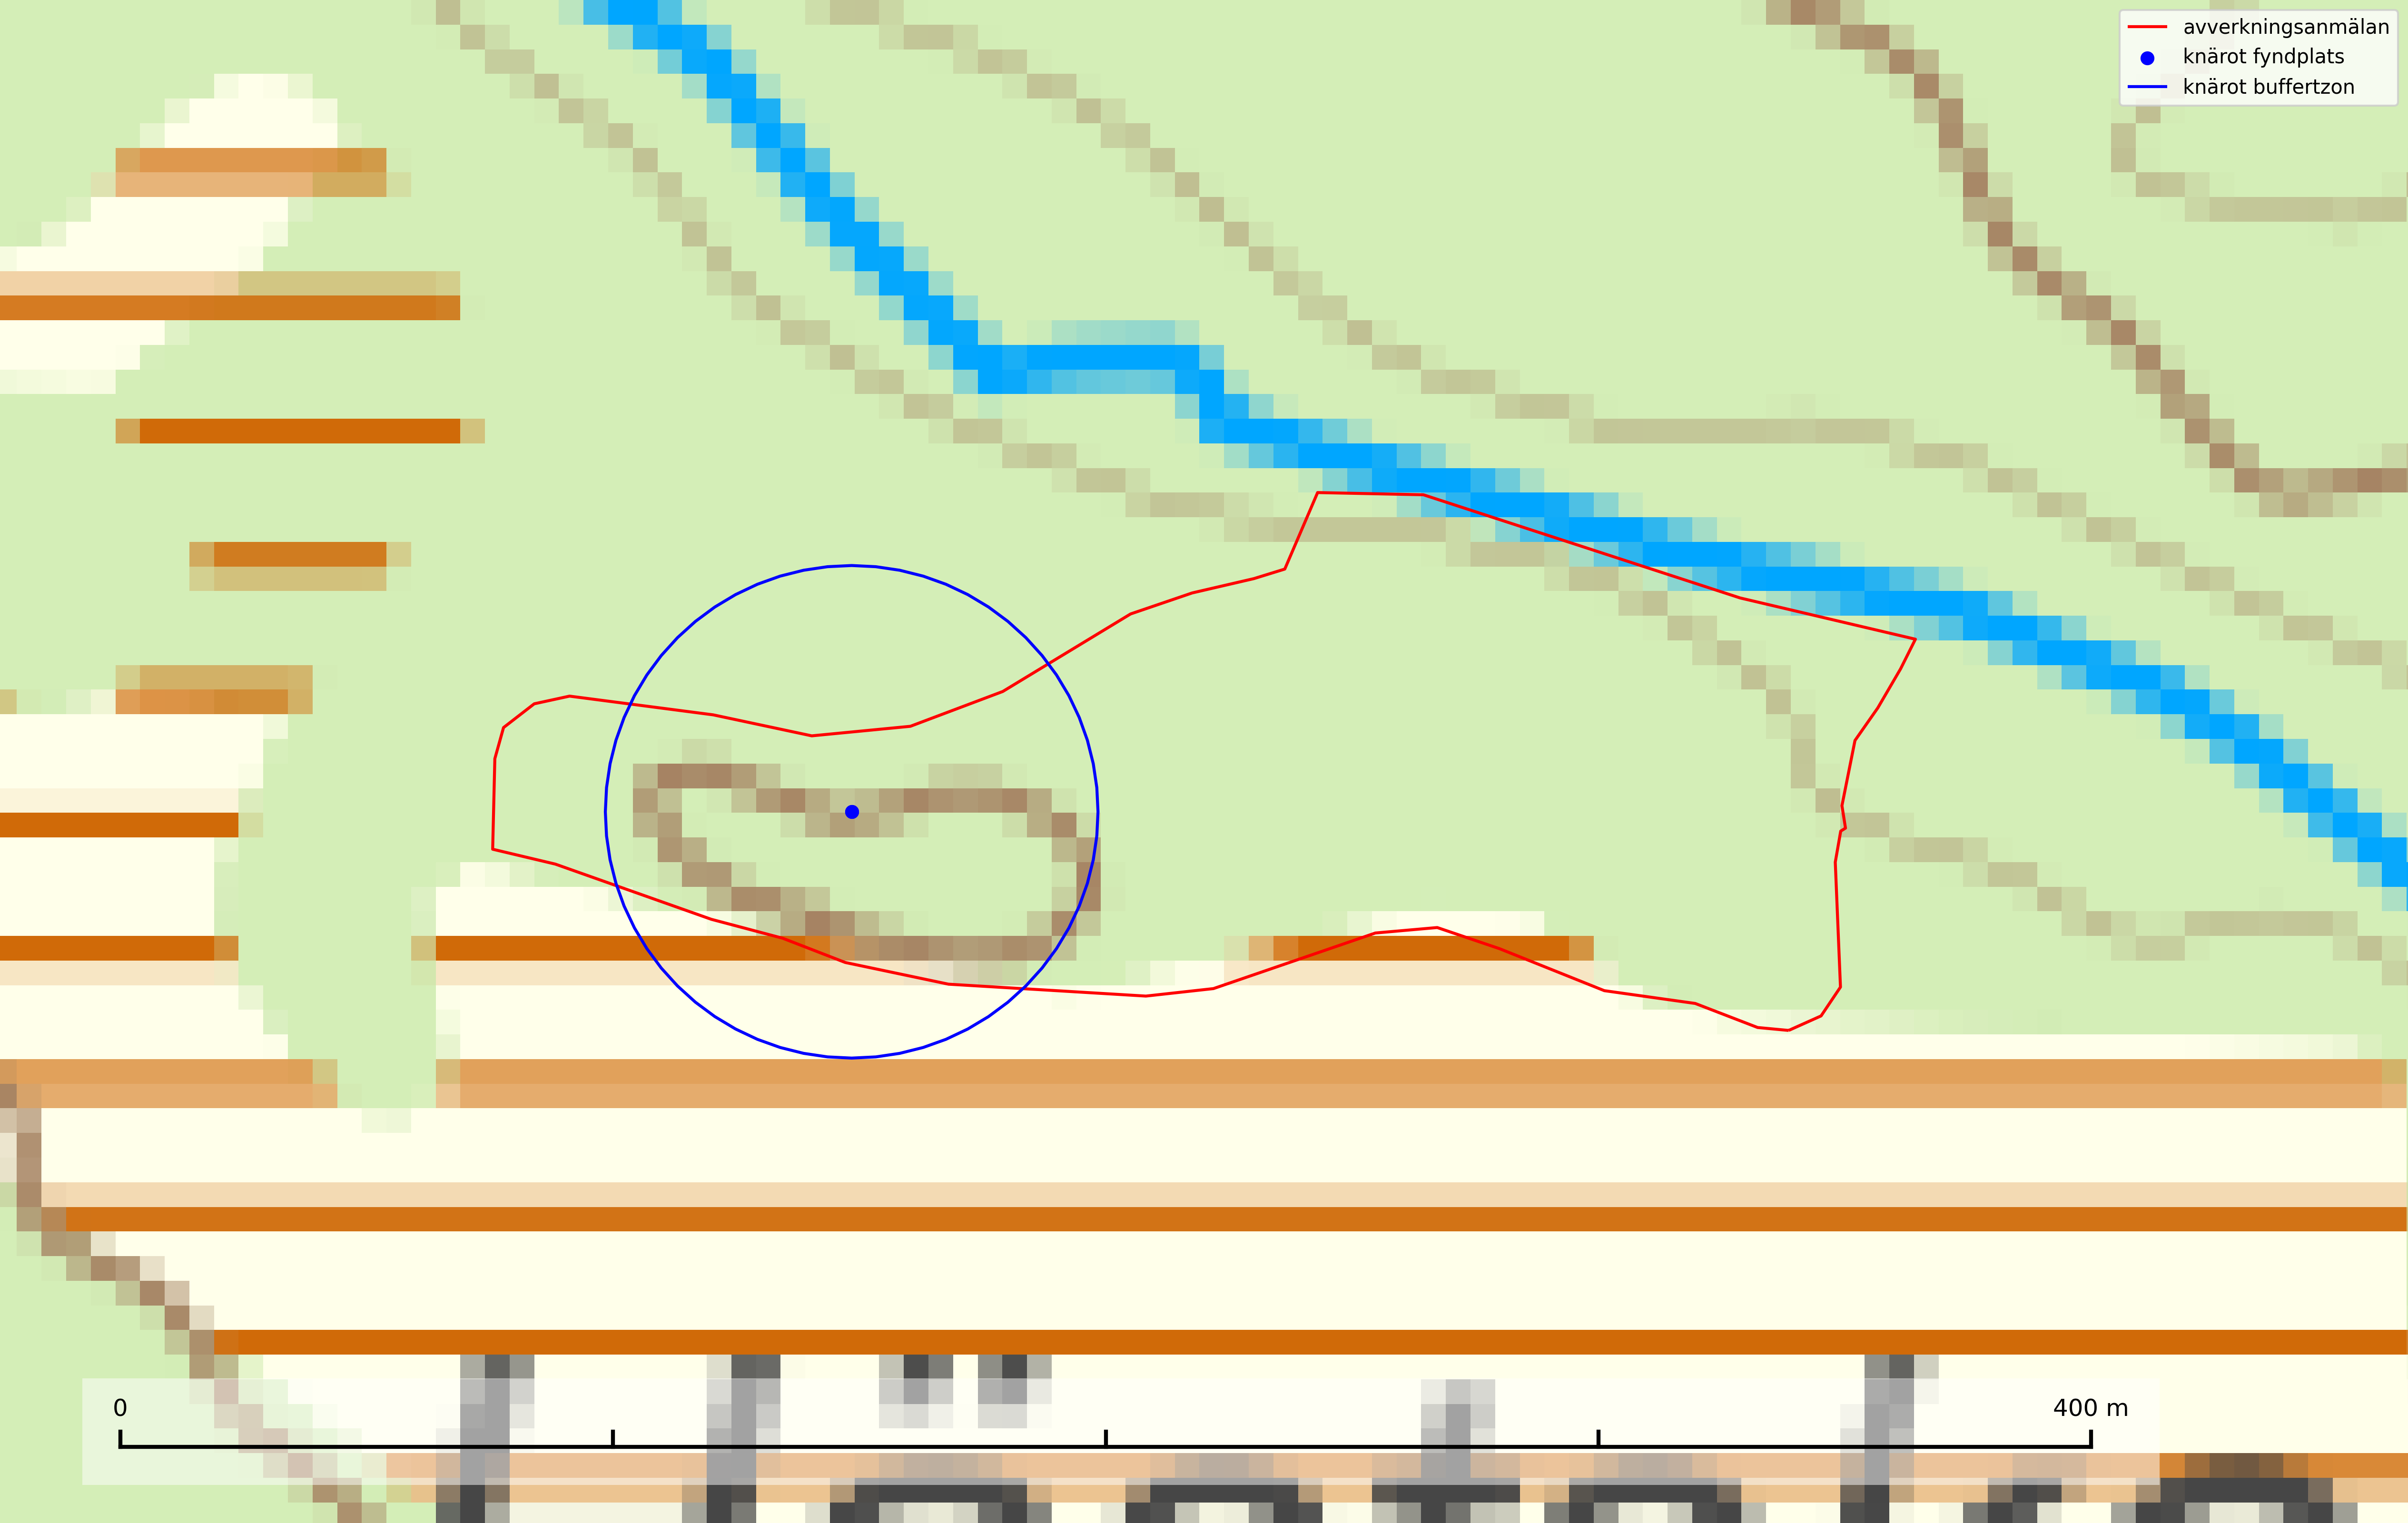 avverkningsanmälan
knärot fyndplats
knärot buffertzon
0
400 m